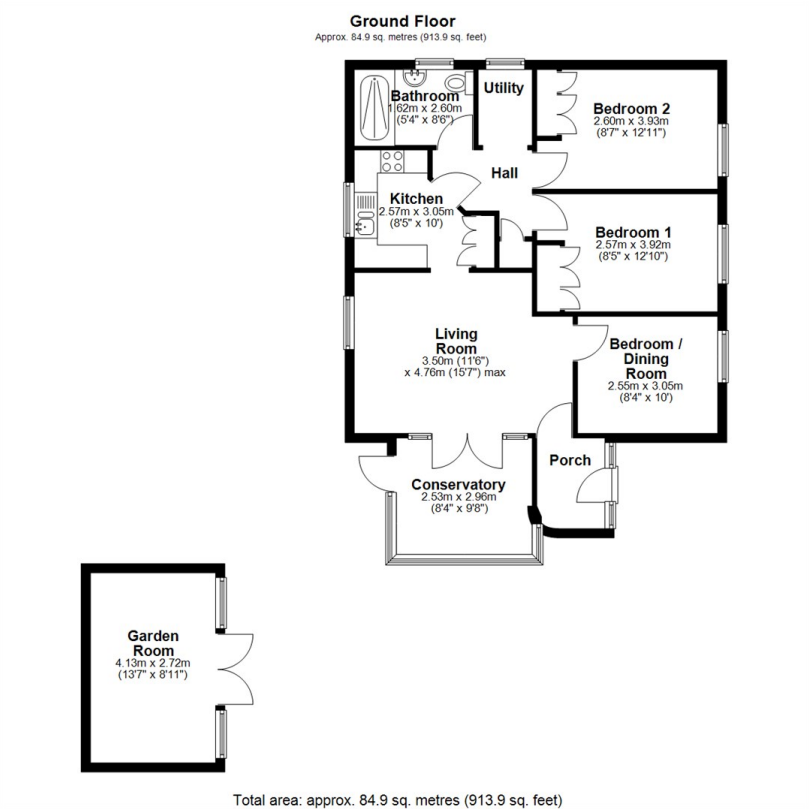 Ground Floor
Approx. 84.9 sq. metres (913.9 sq. feet)
Bathroom
1.62m x 2.60m
(5'4" x 8'6")
Utility
Bedroom 2
2.60m x 3.93m
(8'7" x 12'11")
Hall
Kitchen
2.57m x 3.05m
(8'5" x 10')
Bedroom 1
2.57m x 3.92m
(8'5" x 12'10")
Living
Room
3.50m (11'6")
x 4.76m (15'7") max
Bedroom /
Dining
Room
2.55m x 3.05m
(8'4" x 10')
Porch
Conservatory
2.53m x 2.96m
(8'4" x 9'8")
Garden
Room
4.13m x 2.72m
(13'7" x 8'11")
Total area: approx. 84.9 sq. metres (913.9 sq. feet)